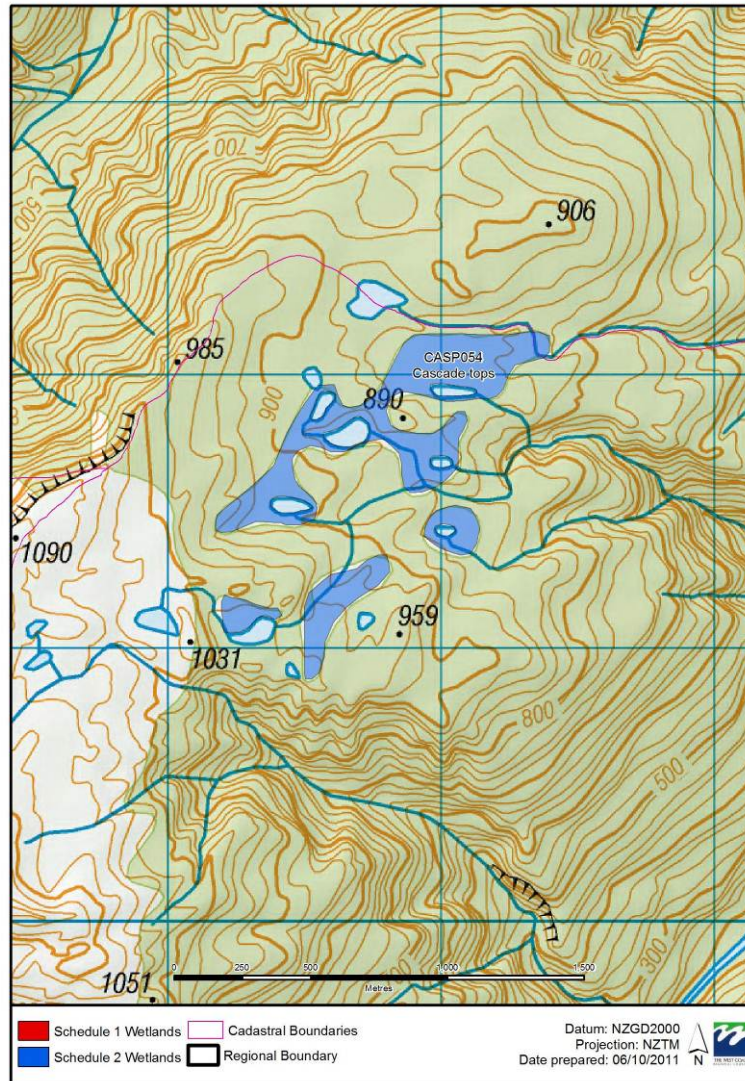 700
700
500
906
985
CASP054
Cascade tops
890
900
1090
959
1031
800
500
300
1051
0
250
500
1,000
1,500
Metres
Schedule 1 Wetlands
Cadastral Boundaries
Schedule 2 Wetlands
Regional Boundary
Datum: NZGD2000
Projection: NZTM
Date prepared: 06/10/2011
N